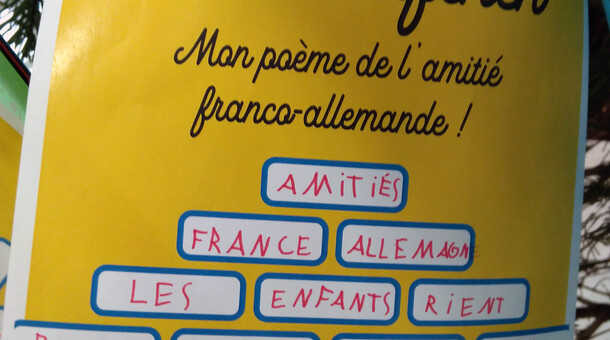 Mon poème de l'amitié
franco-allemande !
AMITIÉS
FRANCE ALLEMAGNE
LES ENFANTS RIENT